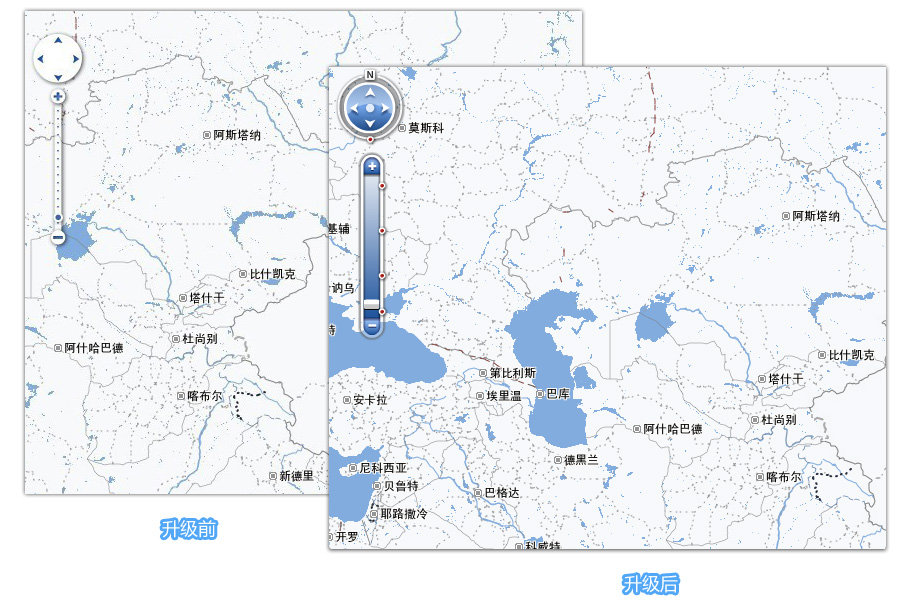 阿斯塔纳
比什凯克
塔什干
杜尚别
阿什哈巴德
喀布尔
新德里
升级前
N
莫斯科
阿斯塔纳
基辅
讷乌
特
比什凯克
第比利斯
塔什干
埃里温
巴库
安卡拉
杜尚别
阿什哈巴德
德黑兰
尼科西亚
喀布尔
贝鲁特
巴格达
耶路撒冷
开罗
科威特
升级后